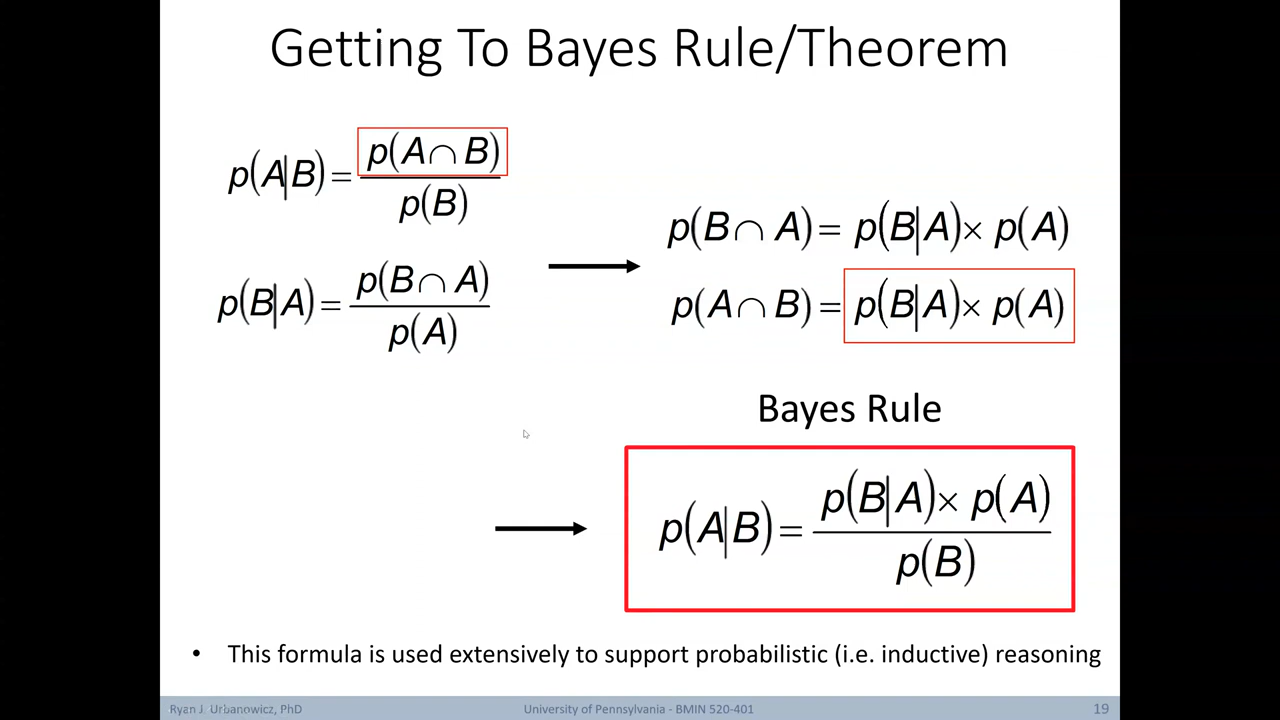 Getting To Bayes Rule/Theorem
p(A|B) = p(A∩B) / p(B)
p(B|A) = p(B∩A) / p(A)
p(B∩A) = p(B|A) × p(A)
p(A∩B) = p(B|A) × p(A)
Bayes Rule
p(A|B) = p(B|A) × p(A) / p(B)
• This formula is used extensively to support probabilistic (i.e. inductive) reasoning
Ryan J. Urbanowicz, PhD
University of Pennsylvania - BMIN 520-401
19